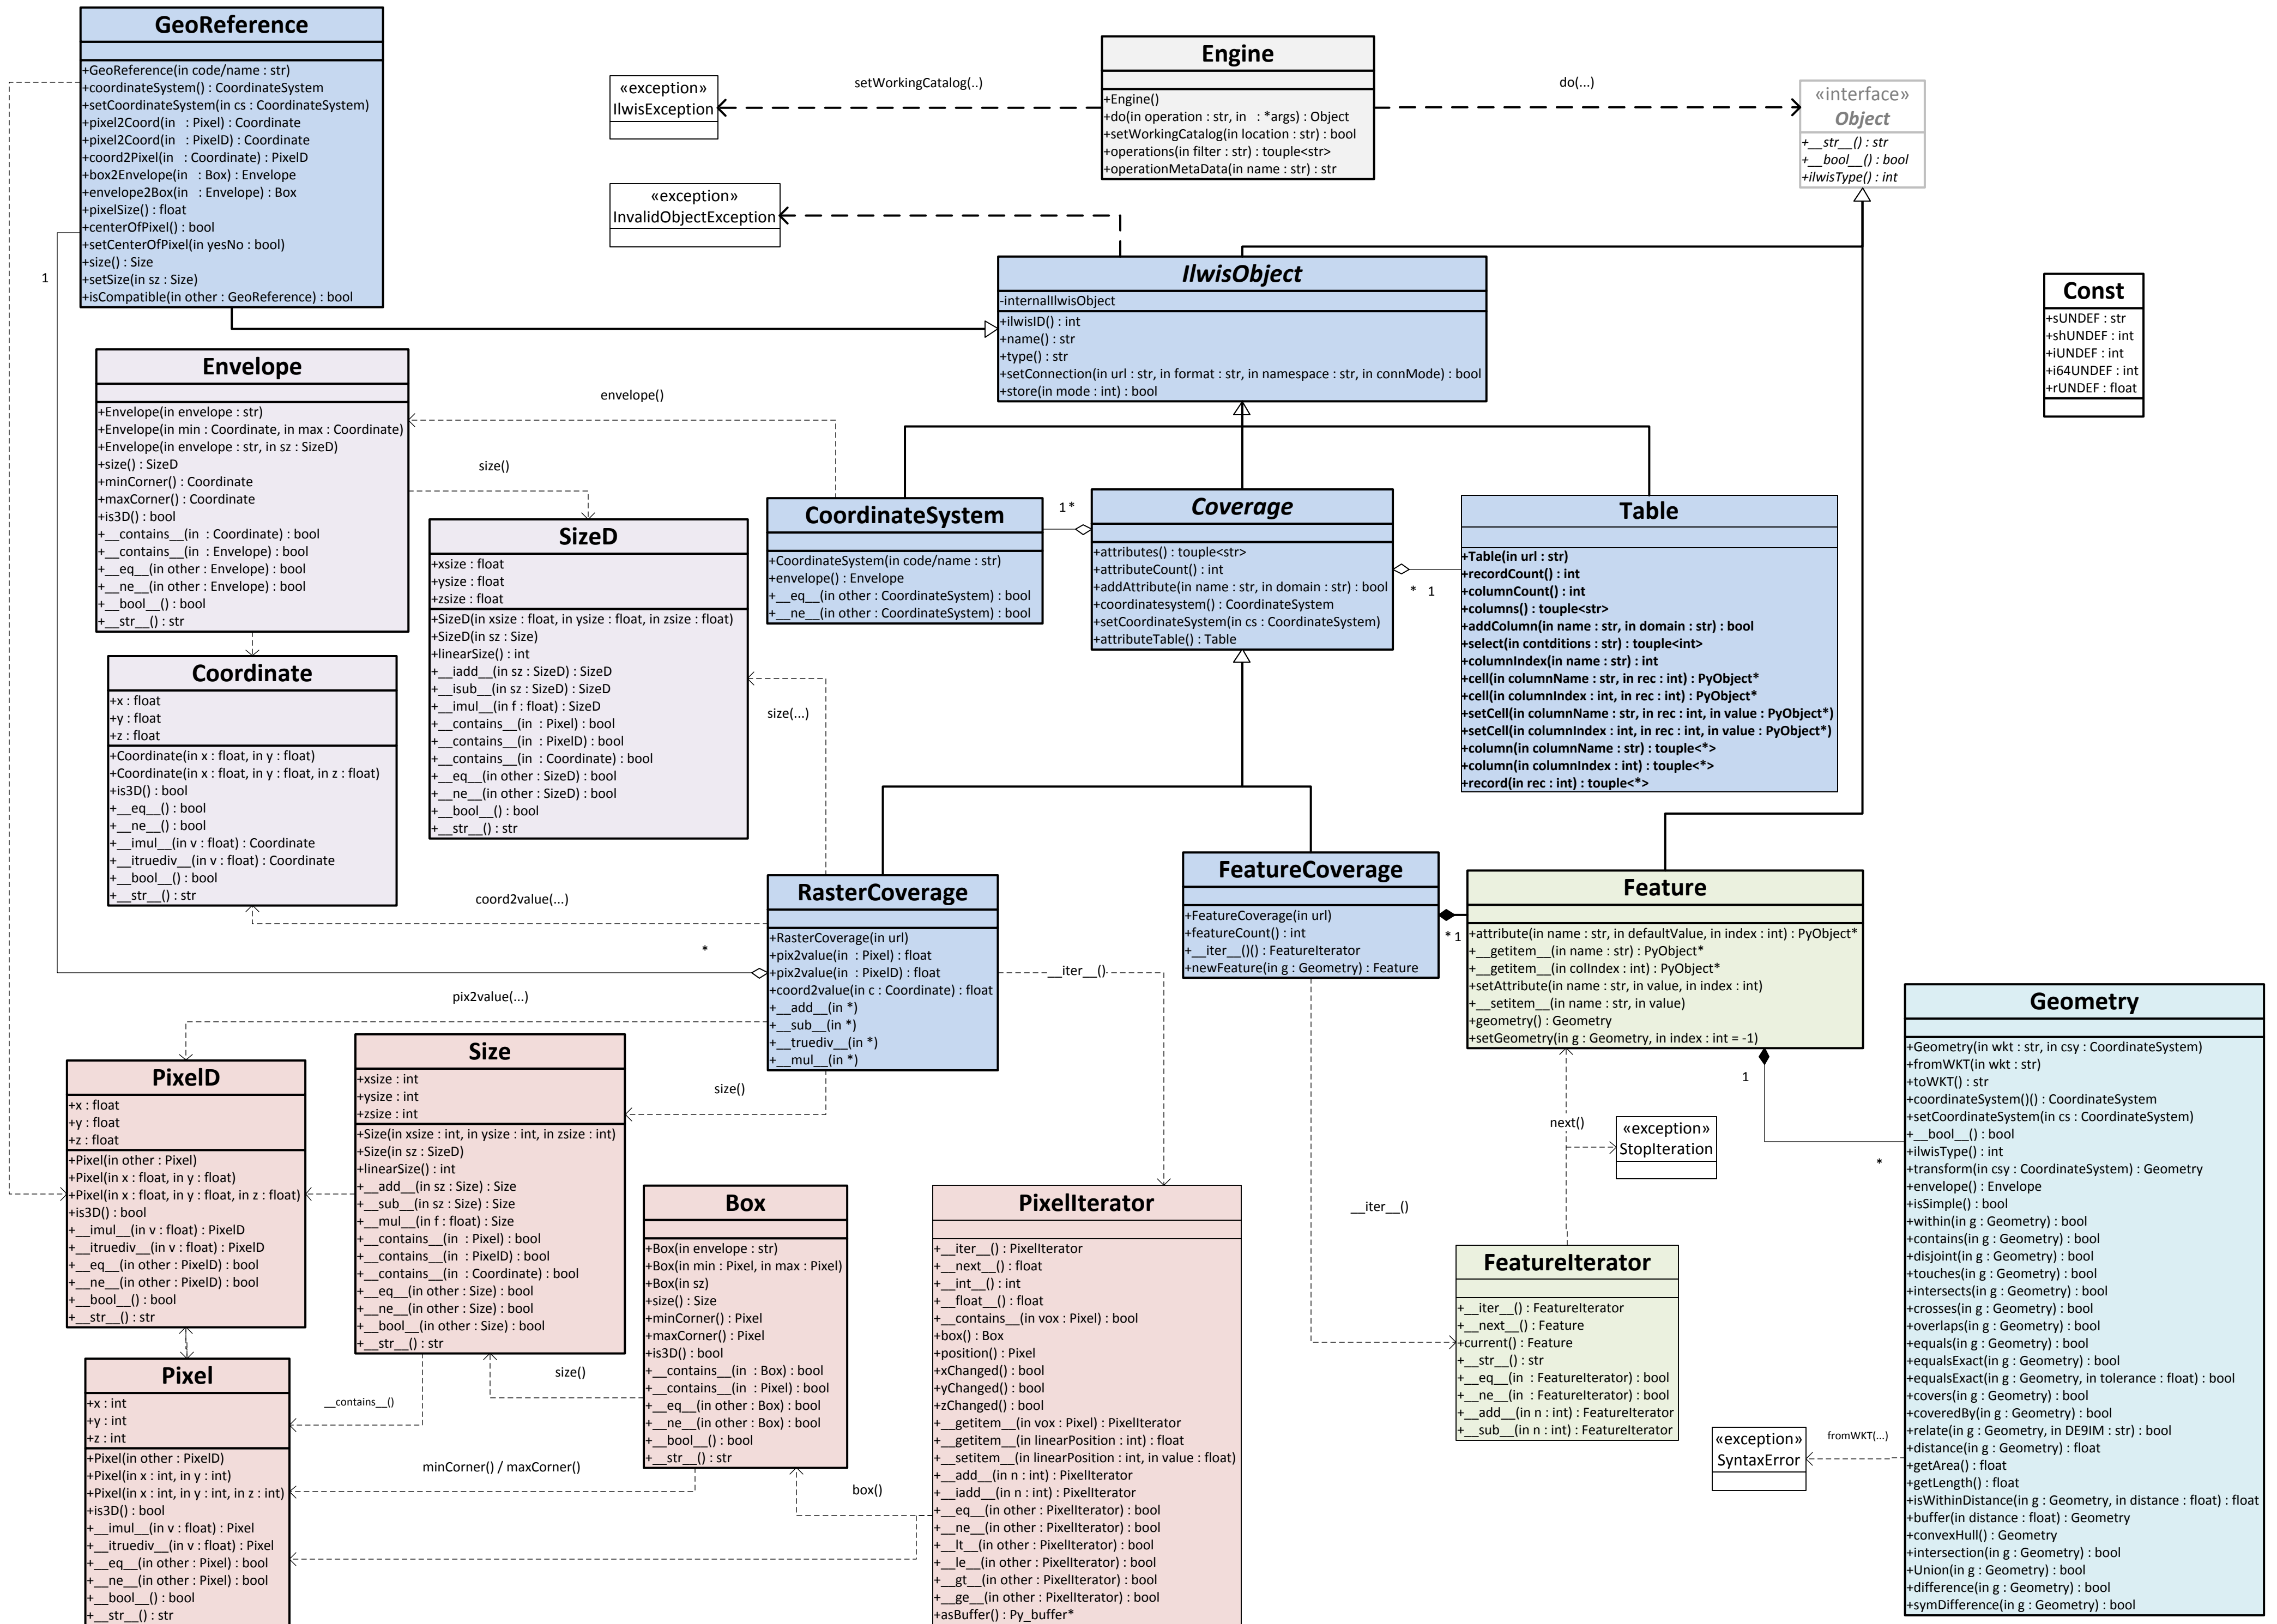 GeoReference
+GeoReference(in code/name : str)
+coordinateSystem() : CoordinateSystem
+setCoordinateSystem(in cs : CoordinateSystem)
+pixel2Coord(in   : Pixel) : Coordinate
+pixel2Coord(in   : PixelD) : Coordinate
+coord2Pixel(in   : Coordinate) : PixelD
+box2Envelope(in   : Box) : Envelope
+envelope2Box(in   : Envelope) : Box
+pixelSize() : float
+centerOfPixel() : bool
+setCenterOfPixel(in yesNo : bool)
+size() : Size
+setSize(in sz : Size)
+isCompatible(in other : GeoReference) : bool
1
«exception»
IlwisException
setWorkingCatalog(..)
Engine
+Engine()
+do(in operation : str, in   : *args) : Object
+setWorkingCatalog(in location : str) : bool
+operations(in filter : str) : touple<str>
+operationMetaData(in name : str) : str
do(...)
«interface»
Object
+__str__() : str
+__bool__() : bool
+ilwisType() : int
«exception»
InvalidObjectException
IlwisObject
-internalIlwisObject
+ilwisID() : int
+name() : str
+type() : str
+setConnection(in url : str, in format : str, in namespace : str, in connMode) : bool
+store(in mode : int) : bool
Const
+sUNDEF : str
+shUNDEF : int
+iUNDEF : int
+i64UNDEF : int
+rUNDEF : float
Envelope
+Envelope(in envelope : str)
+Envelope(in min : Coordinate, in max : Coordinate)
+Envelope(in envelope : str, in sz : SizeD)
+size() : SizeD
+minCorner() : Coordinate
+maxCorner() : Coordinate
+is3D() : bool
+__contains__(in  : Coordinate) : bool
+__contains__(in  : Envelope) : bool
+__eq__(in other : Envelope) : bool
+__ne__(in other : Envelope) : bool
+__bool__() : bool
+__str__() : str
envelope()
size()
SizeD
+xsize : float
+ysize : float
+zsize : float
+SizeD(in xsize : float, in ysize : float, in zsize : float)
+SizeD(in sz : Size)
+linearSize() : int
+__iadd__(in sz : SizeD) : SizeD
+__isub__(in sz : SizeD) : SizeD
+__imul__(in f : float) : SizeD
+__contains__(in  : Pixel) : bool
+__contains__(in  : PixelD) : bool
+__contains__(in  : Coordinate) : bool
+__eq__(in other : SizeD) : bool
+__ne__(in other : SizeD) : bool
+__bool__() : bool
+__str__() : str
CoordinateSystem
+CoordinateSystem(in code/name : str)
+envelope() : Envelope
+__eq__(in other : CoordinateSystem) : bool
+__ne__(in other : CoordinateSystem) : bool
1 *
Coverage
+attributes() : touple<str>
+attributeCount() : int
+addAttribute(in name : str, in domain : str) : bool
+coordinatesystem() : CoordinateSystem
+setCoordinateSystem(in cs : CoordinateSystem)
+attributeTable() : Table
* 1
Table
+Table(in url : str)
+recordCount() : int
+columnCount() : int
+columns() : touple<str>
+addColumn(in name : str, in domain : str) : bool
+select(in contditions : str) : touple<int>
+columnIndex(in name : str) : int
+cell(in columnName : str, in rec : int) : PyObject*
+cell(in columnIndex : int, in rec : int) : PyObject*
+setCell(in columnName : str, in rec : int, in value : PyObject*)
+setCell(in columnIndex : int, in rec : int, in value : PyObject*)
+column(in columnName : str) : touple<*>
+column(in columnIndex : int) : touple<*>
+record(in rec : int) : touple<*>
Coordinate
+x : float
+y : float
+z : float
+Coordinate(in x : float, in y : float)
+Coordinate(in x : float, in y : float, in z : float)
+is3D() : bool
+__eq__() : bool
+__ne__() : bool
+__imul__(in v : float) : Coordinate
+__itruediv__(in v : float) : Coordinate
+__bool__() : bool
+__str__() : str
size(...)
coord2value(...)
*
RasterCoverage
+RasterCoverage(in url)
+pix2value(in  : Pixel) : float
+pix2value(in  : PixelD) : float
+coord2value(in c : Coordinate) : float
+__add__(in *)
+__sub__(in *)
+__truediv__(in *)
+__mul__(in *)
__iter__()
pix2value(...)
size()
FeatureCoverage
+FeatureCoverage(in url)
+featureCount() : int
+__iter__()() : FeatureIterator
+newFeature(in g : Geometry) : Feature
* 1
Feature
+attribute(in name : str, in defaultValue, in index : int) : PyObject*
+__getitem__(in name : str) : PyObject*
+__getitem__(in colIndex : int) : PyObject*
+setAttribute(in name : str, in value, in index : int)
+__setitem__(in name : str, in value)
+geometry() : Geometry
+setGeometry(in g : Geometry, in index : int = -1)
1
*
next()
«exception»
StopIteration
__iter__()
PixelD
+x : float
+y : float
+z : float
+Pixel(in other : Pixel)
+Pixel(in x : float, in y : float)
+Pixel(in x : float, in y : float, in z : float)
+is3D() : bool
+__imul__(in v : float) : PixelD
+__itruediv__(in v : float) : PixelD
+__eq__(in other : PixelD) : bool
+__ne__(in other : PixelD) : bool
+__bool__() : bool
+__str__() : str
Size
+xsize : int
+ysize : int
+zsize : int
+Size(in xsize : int, in ysize : int, in zsize : int)
+Size(in sz : SizeD)
+linearSize() : int
+__add__(in sz : Size) : Size
+__sub__(in sz : Size) : Size
+__mul__(in f : float) : Size
+__contains__(in  : Pixel) : bool
+__contains__(in  : PixelD) : bool
+__contains__(in  : Coordinate) : bool
+__eq__(in other : Size) : bool
+__ne__(in other : Size) : bool
+__bool__(in other : Size) : bool
+__str__() : str
Pixel
+x : int
+y : int
+z : int
+Pixel(in other : PixelD)
+Pixel(in x : int, in y : int)
+Pixel(in x : int, in y : int, in z : int)
+is3D() : bool
+__imul__(in v : float) : Pixel
+__itruediv__(in v : float) : Pixel
+__eq__(in other : Pixel) : bool
+__ne__(in other : Pixel) : bool
+__bool__() : bool
+__str__() : str
__contains__()
size()
minCorner() / maxCorner()
Box
+Box(in envelope : str)
+Box(in min : Pixel, in max : Pixel)
+Box(in sz)
+size() : Size
+minCorner() : Pixel
+maxCorner() : Pixel
+is3D() : bool
+__contains__(in  : Box) : bool
+__contains__(in  : Pixel) : bool
+__eq__(in other : Box) : bool
+__ne__(in other : Box) : bool
+__bool__() : bool
+__str__() : str
box()
PixelIterator
+__iter__() : PixelIterator
+__next__() : float
+__int__() : int
+__float__() : float
+__contains__(in vox : Pixel) : bool
+box() : Box
+position() : Pixel
+xChanged() : bool
+yChanged() : bool
+zChanged() : bool
+__getitem__(in vox : Pixel) : PixelIterator
+__getitem__(in linearPosition : int) : float
+__setitem__(in linearPosition : int, in value : float)
+__add__(in n : int) : PixelIterator
+__iadd__(in n : int) : PixelIterator
+__eq__(in other : PixelIterator) : bool
+__ne__(in other : PixelIterator) : bool
+__lt__(in other : PixelIterator) : bool
+__le__(in other : PixelIterator) : bool
+__gt__(in other : PixelIterator) : bool
+__ge__(in other : PixelIterator) : bool
+asBuffer() : Py_buffer*
FeatureIterator
+__iter__() : FeatureIterator
+__next__() : Feature
+current() : Feature
+__str__() : str
+__eq__(in  : FeatureIterator) : bool
+__ne__(in  : FeatureIterator) : bool
+__add__(in n : int) : FeatureIterator
+__sub__(in n : int) : FeatureIterator
«exception»
SyntaxError
fromWKT(...)
Geometry
+Geometry(in wkt : str, in csy : CoordinateSystem)
+fromWKT(in wkt : str)
+toWKT() : str
+coordinateSystem()() : CoordinateSystem
+setCoordinateSystem(in cs : CoordinateSystem)
+__bool__() : bool
+ilwisType() : int
+transform(in csy : CoordinateSystem) : Geometry
+envelope() : Envelope
+isSimple() : bool
+within(in g : Geometry) : bool
+contains(in g : Geometry) : bool
+disjoint(in g : Geometry) : bool
+touches(in g : Geometry) : bool
+intersects(in g : Geometry) : bool
+crosses(in g : Geometry) : bool
+overlaps(in g : Geometry) : bool
+equals(in g : Geometry) : bool
+equalsExact(in g : Geometry) : bool
+equalsExact(in g : Geometry, in tolerance : float) : bool
+covers(in g : Geometry) : bool
+coveredBy(in g : Geometry) : bool
+relate(in g : Geometry, in DE9IM : str) : bool
+distance(in g : Geometry) : float
+getArea() : float
+getLength() : float
+isWithinDistance(in g : Geometry, in distance : float) : float
+buffer(in distance : float) : Geometry
+convexHull() : Geometry
+intersection(in g : Geometry) : bool
+Union(in g : Geometry) : bool
+difference(in g : Geometry) : bool
+symDifference(in g : Geometry) : bool